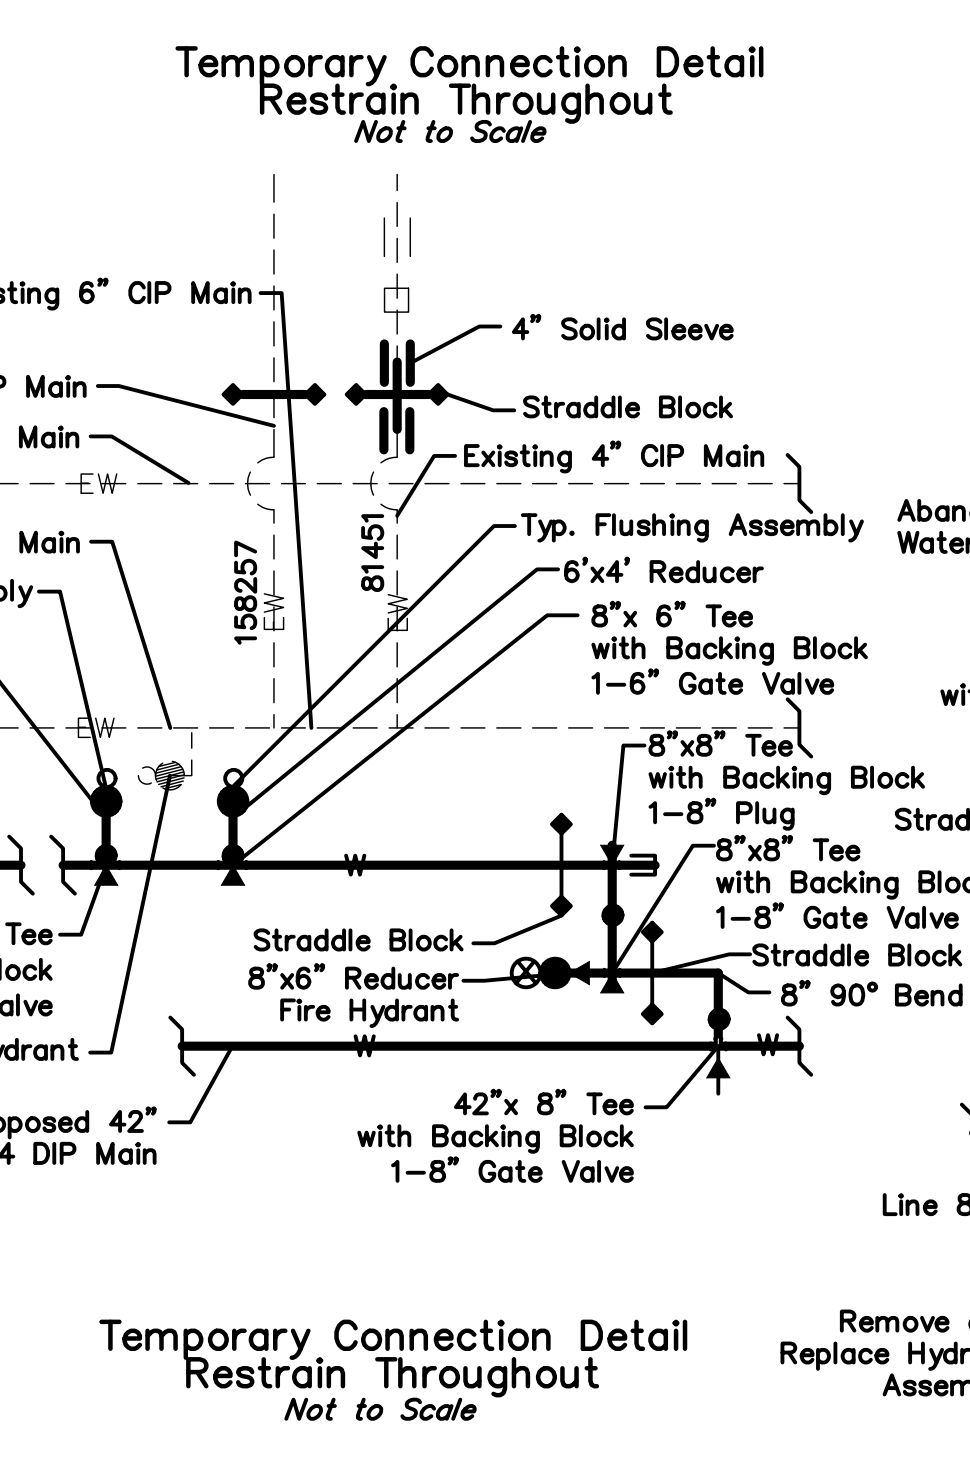 Temporary Connection Detail
Restrain Throughout
Not to Scale
sting 6” CIP Main
4” Solid Sleeve
P Main
Straddle Block
Main
Existing 4” CIP Main
EW
Aban
Water
Typ. Flushing Assembly
81451
158257
Main
6'x4' Reducer
bly
8”x 6” Tee
with Backing Block
1-6” Gate Valve
EW
EW
wit
EW
8”x8” Tee
with Backing Block
1-8” Plug
Strad
8”x8” Tee
with Backing Bloc
1-8” Gate Valve
W
Tee
lock
alve
Straddle Block
8”x6” Reducer
Fire Hydrant
Straddle Block
8” 90° Bend
ydrant
W
W
42”x 8” Tee
with Backing Block
1-8” Gate Valve
oposed 42”
4 DIP Main
Line 8
Temporary Connection Detail
Restrain Throughout
Not to Scale
Remove
Replace Hydr
Assem